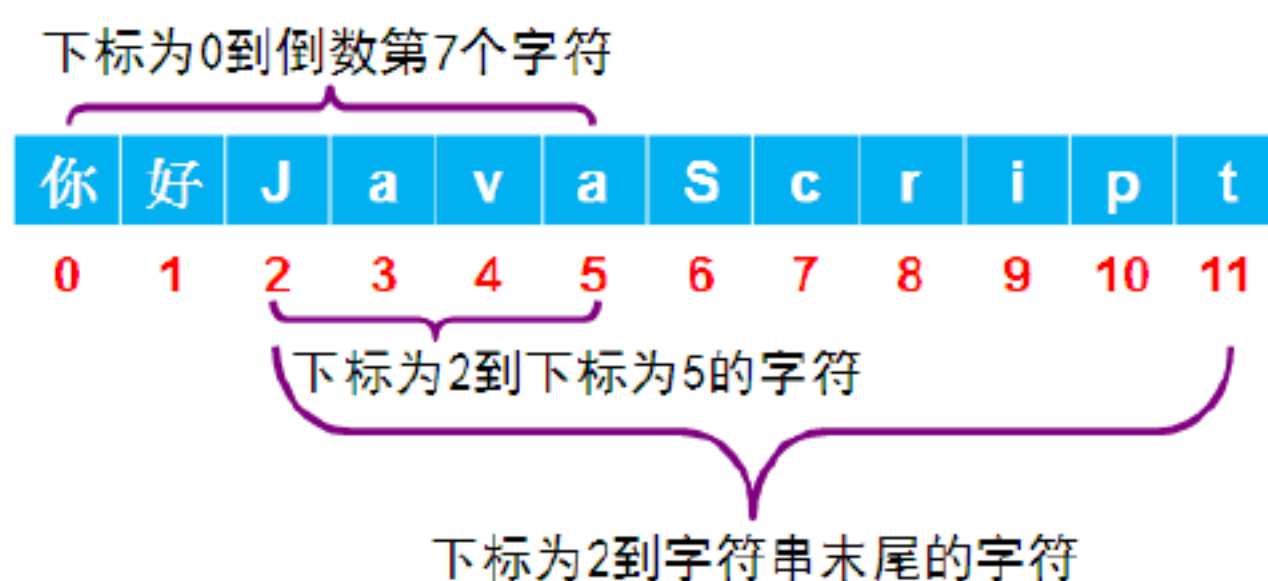 下标为0到倒数第7个字符
你 好 J a v a S c r i p t
0 1 2 3 4 5 6 7 8 9 10 11
下标为2到下标为5的字符
下标为2到字符串末尾的字符